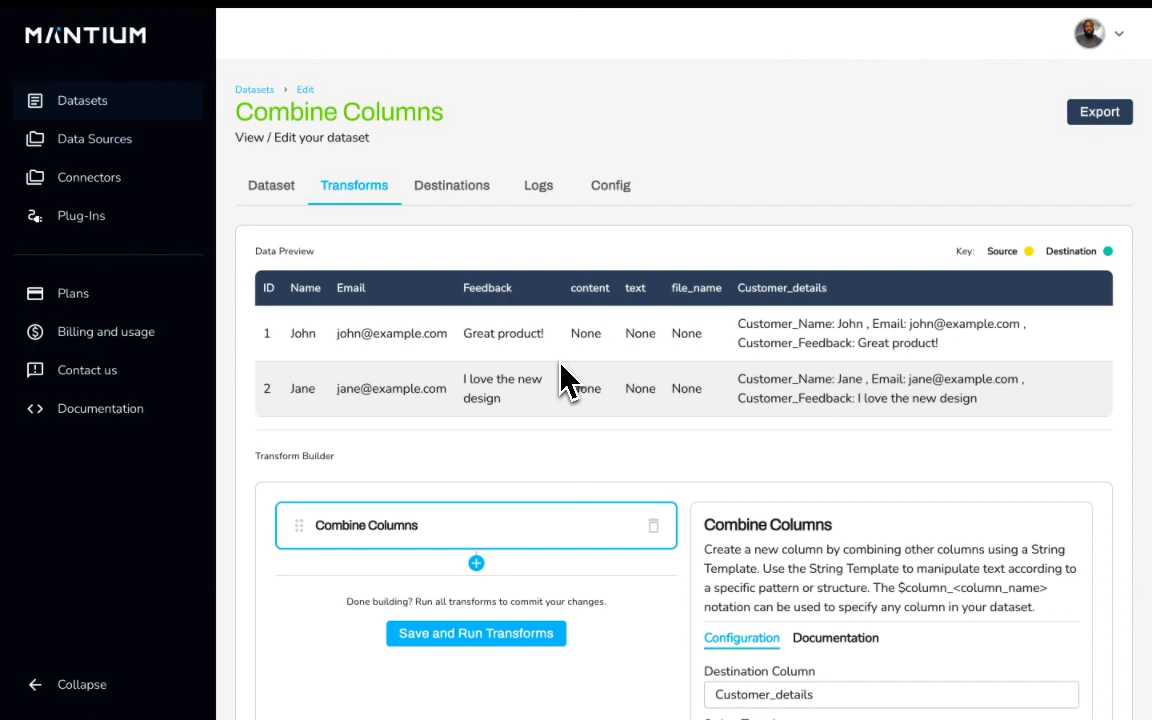 MANTIUM
Datasets
Data Sources
Connectors
Plug-Ins
Plans
Billing and usage
Contact us
Documentation
Collapse
Datasets › Edit
Combine Columns
View / Edit your dataset
Export
Dataset Transforms Destinations Logs Config
Data Preview
Key: Source Destination
ID Name Email Feedback content text file_name Customer_details
1 John john@example.com Great product! None None None Customer_Name: John , Email: john@example.com ,
Customer_Feedback: Great product!
2 Jane jane@example.com I love the new design None None None Customer_Name: Jane , Email: jane@example.com ,
Customer_Feedback: I love the new design
Transform Builder
Combine Columns
Done building? Run all transforms to commit your changes.
Save and Run Transforms
Combine Columns
Create a new column by combining other columns using a String
Template. Use the String Template to manipulate text according to
a specific pattern or structure. The $column_<column_name>
notation can be used to specify any column in your dataset.
Configuration Documentation
Destination Column
Customer_details